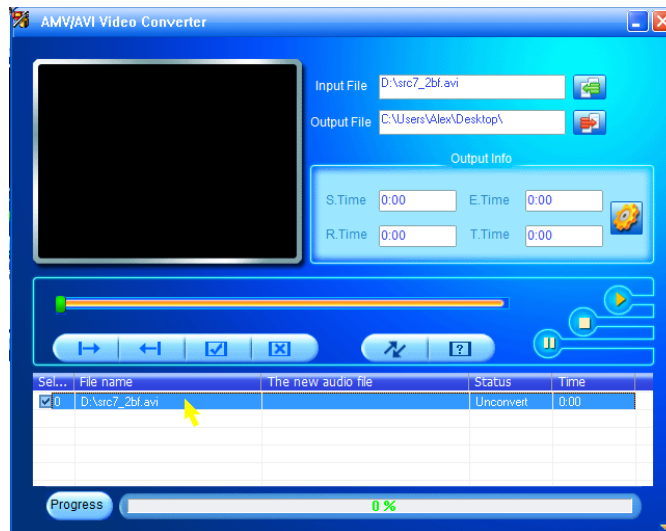 AMV/AVI Video Converter
Input File D:\src7_2bf.avi
Output File C:\Users\Alex\Desktop\
Output Info
S.Time 0:00 E.Time 0:00
R.Time 0:00 T.Time 0:00
Sel... File name The new audio file Status Time
0 D:\src7_2bf.avi Unconvert 0:00
Progress 0 %